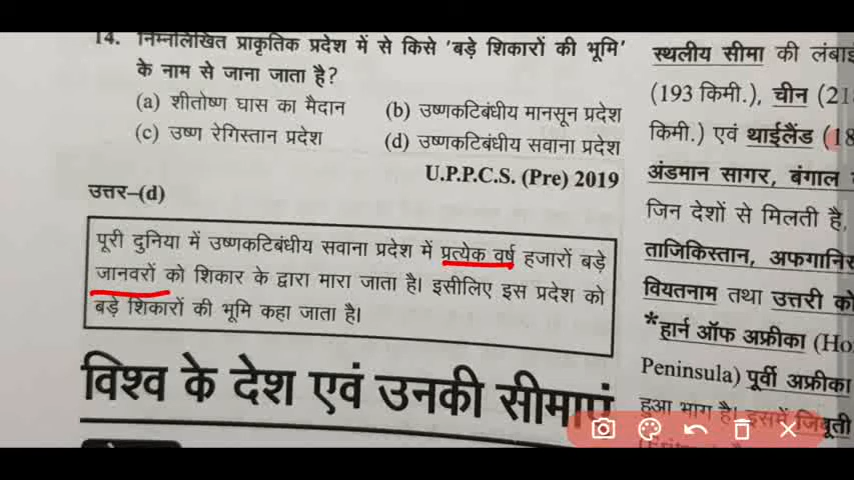 14. निम्नलिखित प्राकृतिक प्रदेश में से किसे 'बड़े शिकारों की भूमि'
के नाम से जाना जाता है?
(a) शीतोष्ण घास का मैदान
(b) उष्णकटिबंधीय मानसून प्रदेश
(c) उष्ण रेगिस्तान प्रदेश
(d) उष्णकटिबंधीय सवाना प्रदेश
U.P.P.C.S. (Pre) 2019
उत्तर–(d)
पूरी दुनिया में उष्णकटिबंधीय सवाना प्रदेश में प्रत्येक वर्ष हजारों बड़े
जानवरों को शिकार के द्वारा मारा जाता है। इसीलिए इस प्रदेश को
बड़े शिकारों की भूमि कहा जाता है।
विश्व के देश एवं उनकी सीमाएं
स्थलीय सीमा की
(193 किमी.), चीन
किमी.) एवं थाईलैंड
अंडमान सागर, बंगाल
जिन देशों से मिलती है,
ताजिकिस्तान,
वियतनाम तथा उत्तरी
*हार्न ऑफ अफ्रीका
Peninsula) पूर्वी अफ्रीका
हुआ भाग है। इसमें जिबूती